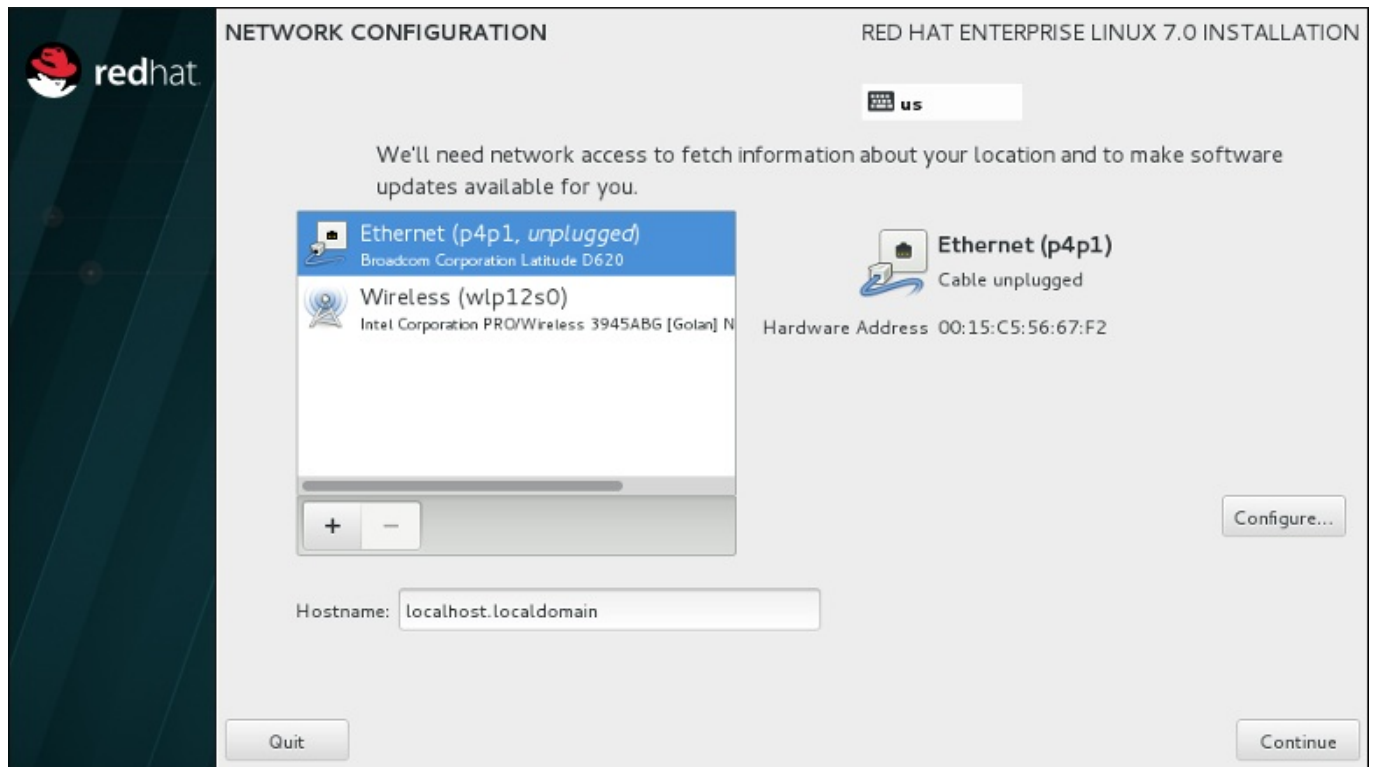 NETWORK CONFIGURATION
RED HAT ENTERPRISE LINUX 7.0 INSTALLATION
redhat.
us
We'll need network access to fetch information about your location and to make software
updates available for you.
Ethernet (p4p1, unplugged)
Broadcom Corporation Latitude D620
Wireless (wlp12s0)
Intel Corporation PRO/Wireless 3945ABG [Golan] N
Ethernet (p4p1)
Cable unplugged
Hardware Address 00:15:C5:56:67:F2
+ −
Configure...
Hostname: localhost.localdomain
Quit
Continue